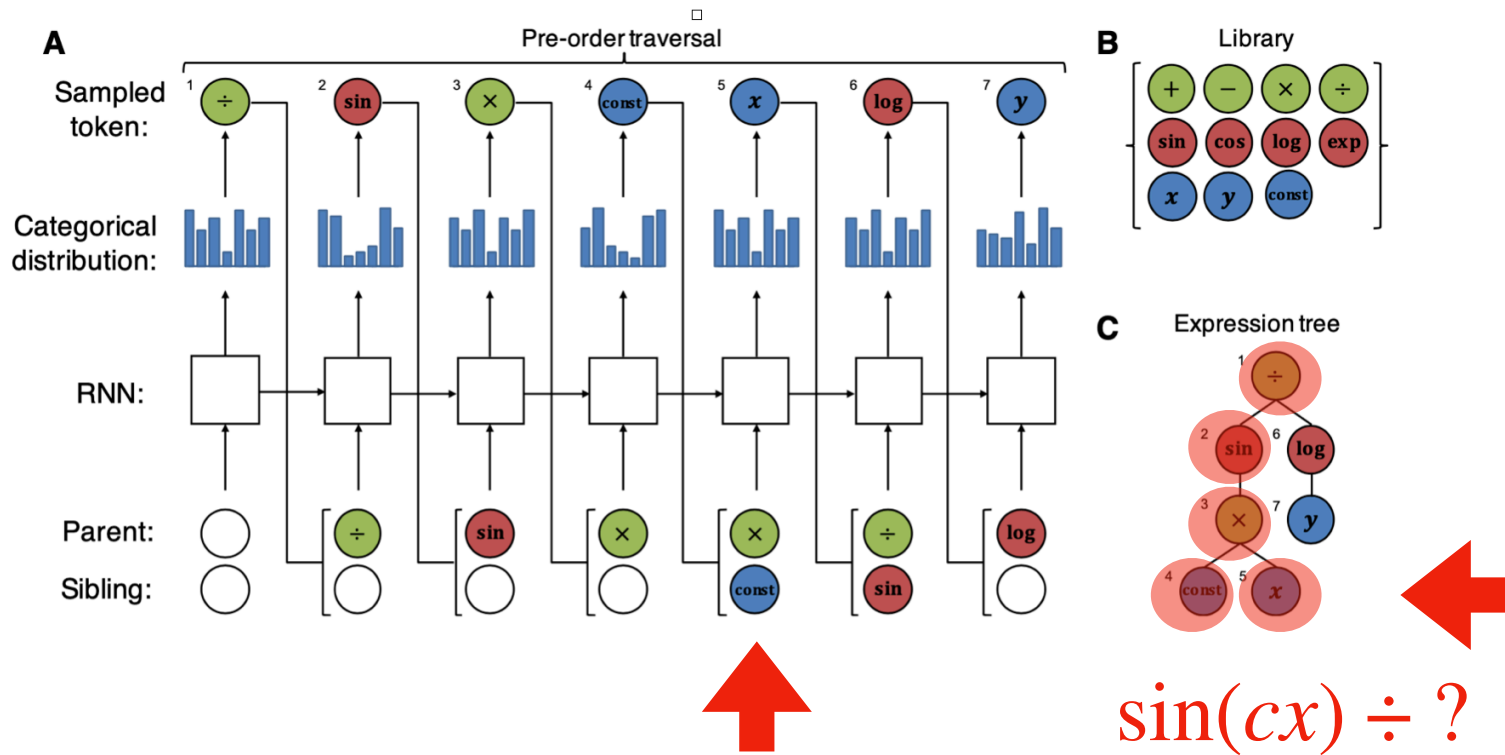 A
Pre-order traversal
Sampled token:
1 ÷ 2 sin 3 × 4 const 5 x 6 log 7 y
Categorical distribution:
RNN:
Parent: ÷ sin × × ÷ log
Sibling: const sin
B
Library
+ − × ÷
sin cos log exp
x y const
C
Expression tree
1 ÷
2 sin 6 log
3 × 7 y
4 const 5 x
sin(cx) ÷ ?